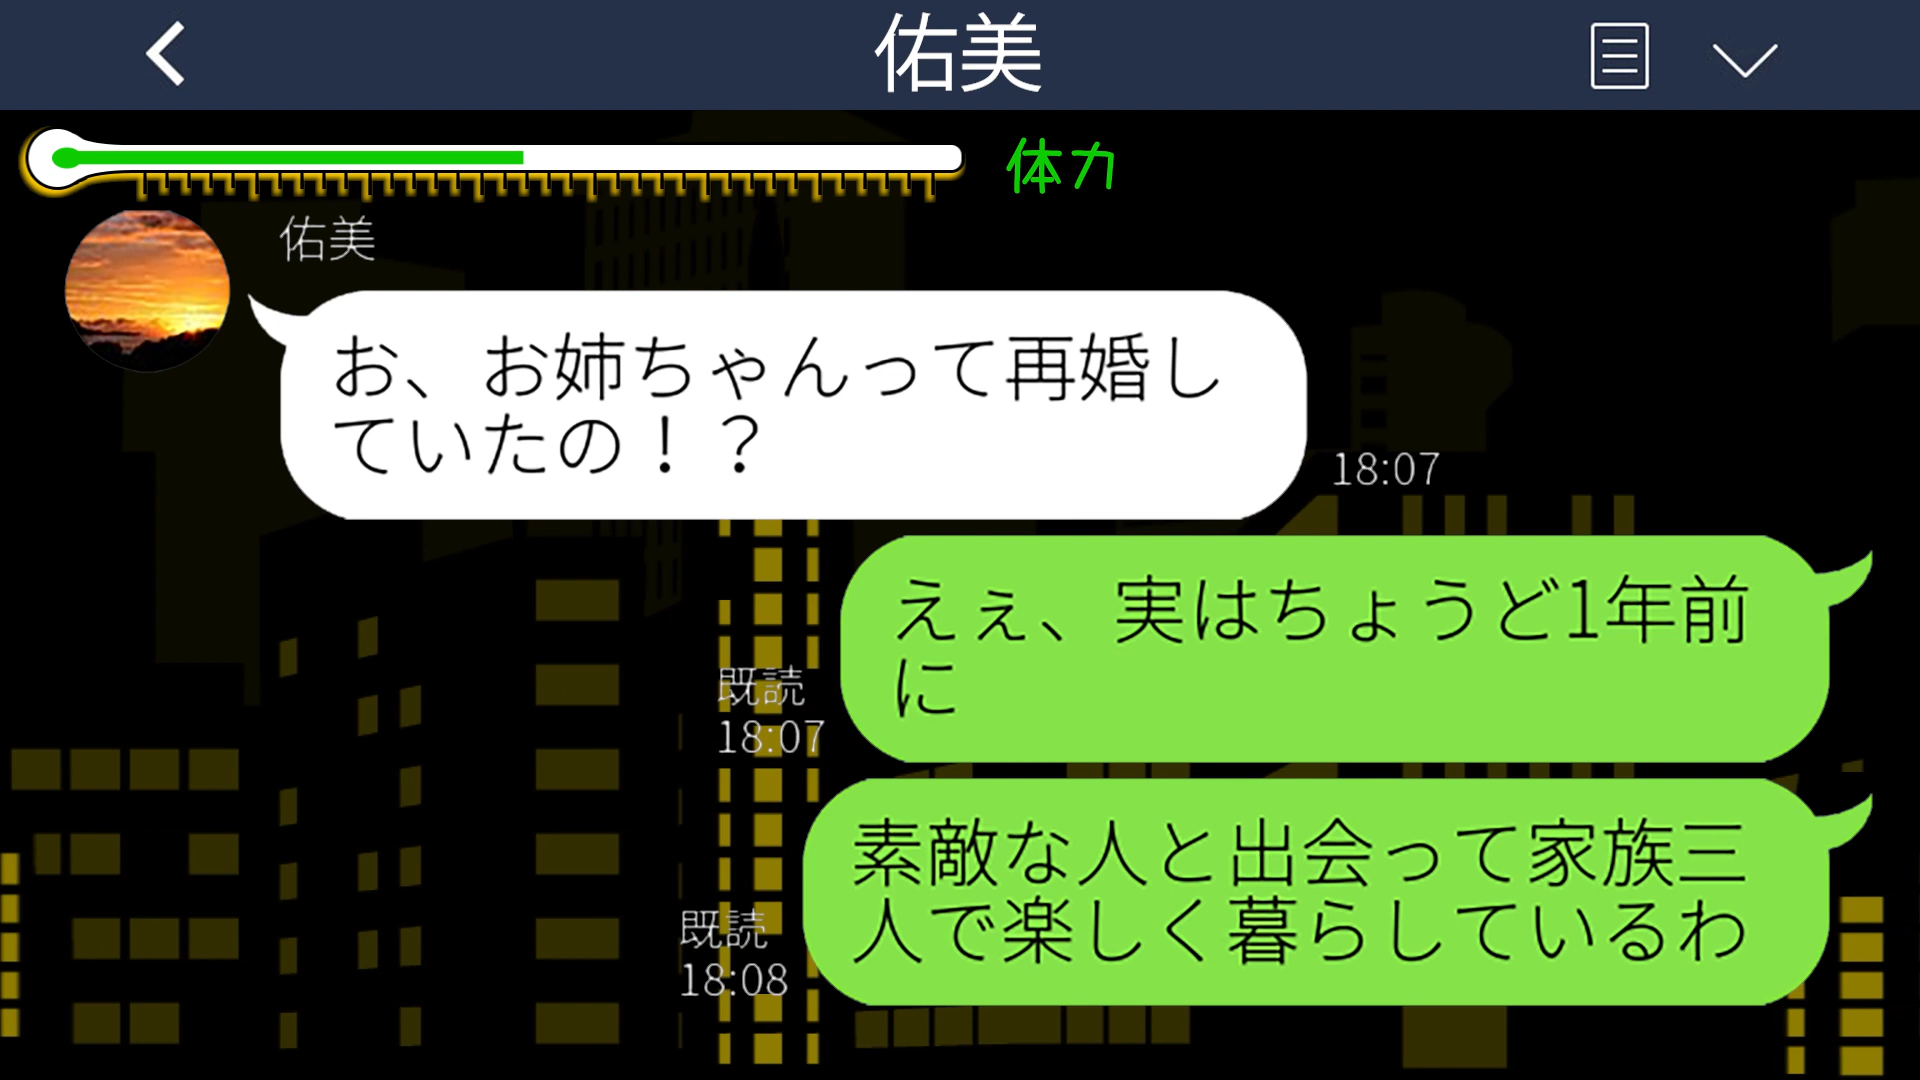 佑美
体力
佑美
お、お姉ちゃんって再婚し
ていたの！？
18:07
えぇ、実はちょうど1年前
に
既読
18:07
素敵な人と出会って家族三
人で楽しく暮らしているわ
既読
18:08